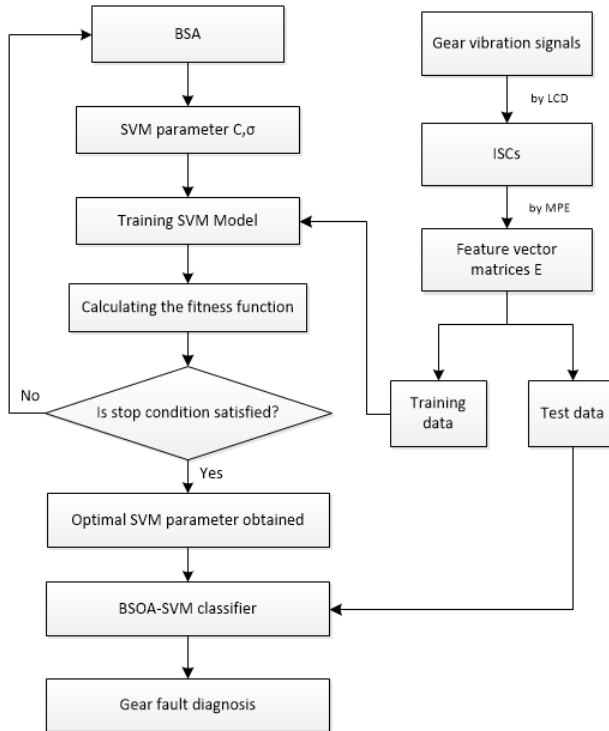 BSA
SVM parameter C,σ
Training SVM Model
Calculating the fitness function
Is stop condition satisfied?
No
Yes
Optimal SVM parameter obtained
BSOA-SVM classifier
Gear fault diagnosis
Gear vibration signals
by LCD
ISCs
by MPE
Feature vector
matrices E
Training
data
Test data